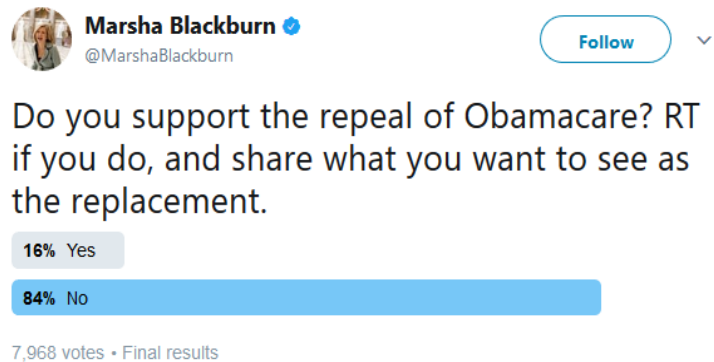 Marsha Blackburn
@MarshaBlackburn
Follow
Do you support the repeal of Obamacare? RT
if you do, and share what you want to see as
the replacement.
16% Yes
84% No
7,968 votes • Final results